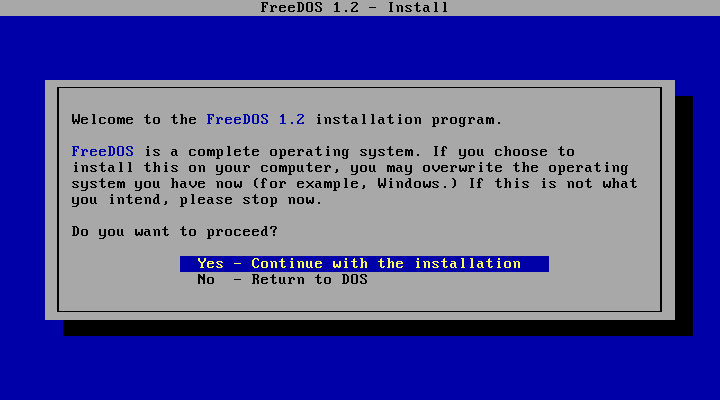 FreeDOS 1.2 - Install
Welcome to the FreeDOS 1.2 installation program.
FreeDOS is a complete operating system. If you choose to
install this on your computer, you may overwrite the operating
system you have now (for example, Windows.) If this is not what
you intend, please stop now.
Do you want to proceed?
Yes - Continue with the installation
No  - Return to DOS